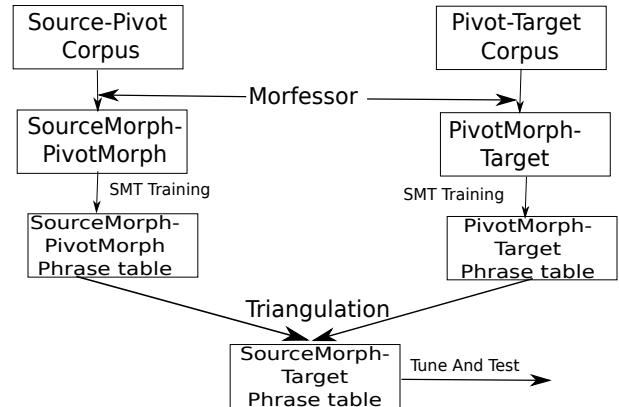 Source-Pivot
Corpus
Pivot-Target
Corpus
Morfessor
SourceMorph-
PivotMorph
PivotMorph-
Target
SMT Training
SMT Training
SourceMorph-
PivotMorph
Phrase table
PivotMorph-
Target
Phrase table
Triangulation
SourceMorph-
Target
Phrase table
Tune And Test